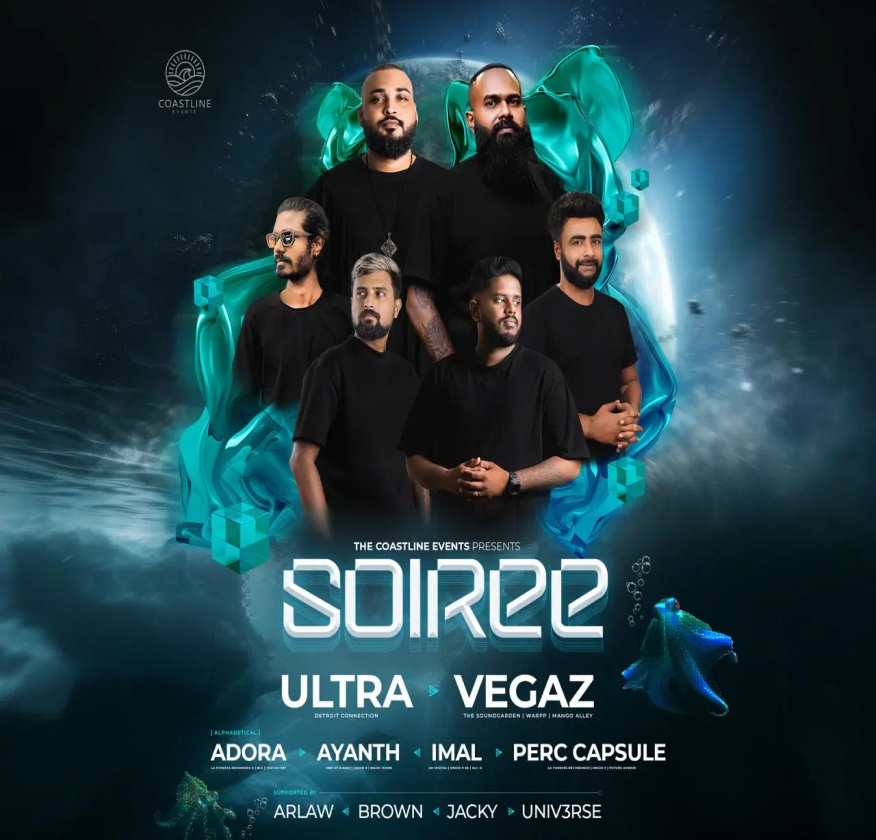 COASTLINE
EVENTS
THE COASTLINE EVENTS PRESENTS
SOIREE
ULTRA VEGAZ
DETROIT CONNECTION THE SOUNDGARDEN | WARPP | MANGO ALLEY
[ ALPHABETICAL ]
ADORA AYANTH IMAL PERC CAPSULE
SUPPORTED BY
ARLAW BROWN JACKY UNIV3RSE